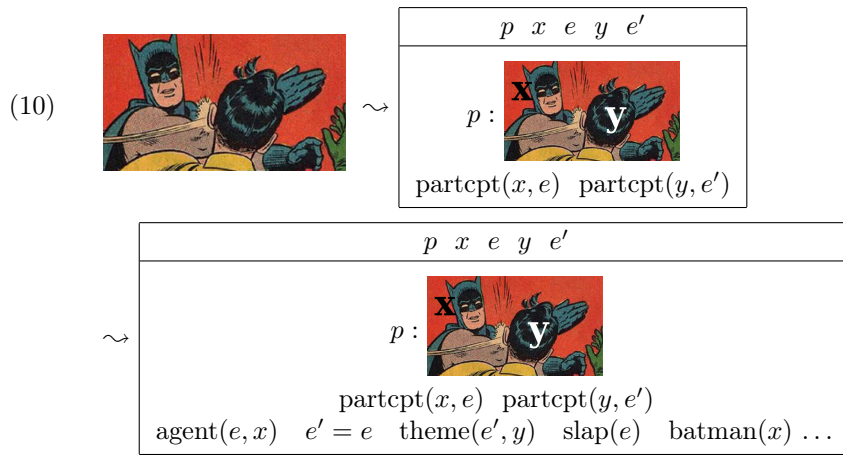 (10)
⤳
p x e y e′
p :
x
y
partcpt(x, e) partcpt(y, e′)
⤳
p x e y e′
p :
x
y
partcpt(x, e) partcpt(y, e′)
agent(e, x) e′ = e theme(e′, y) slap(e) batman(x) …